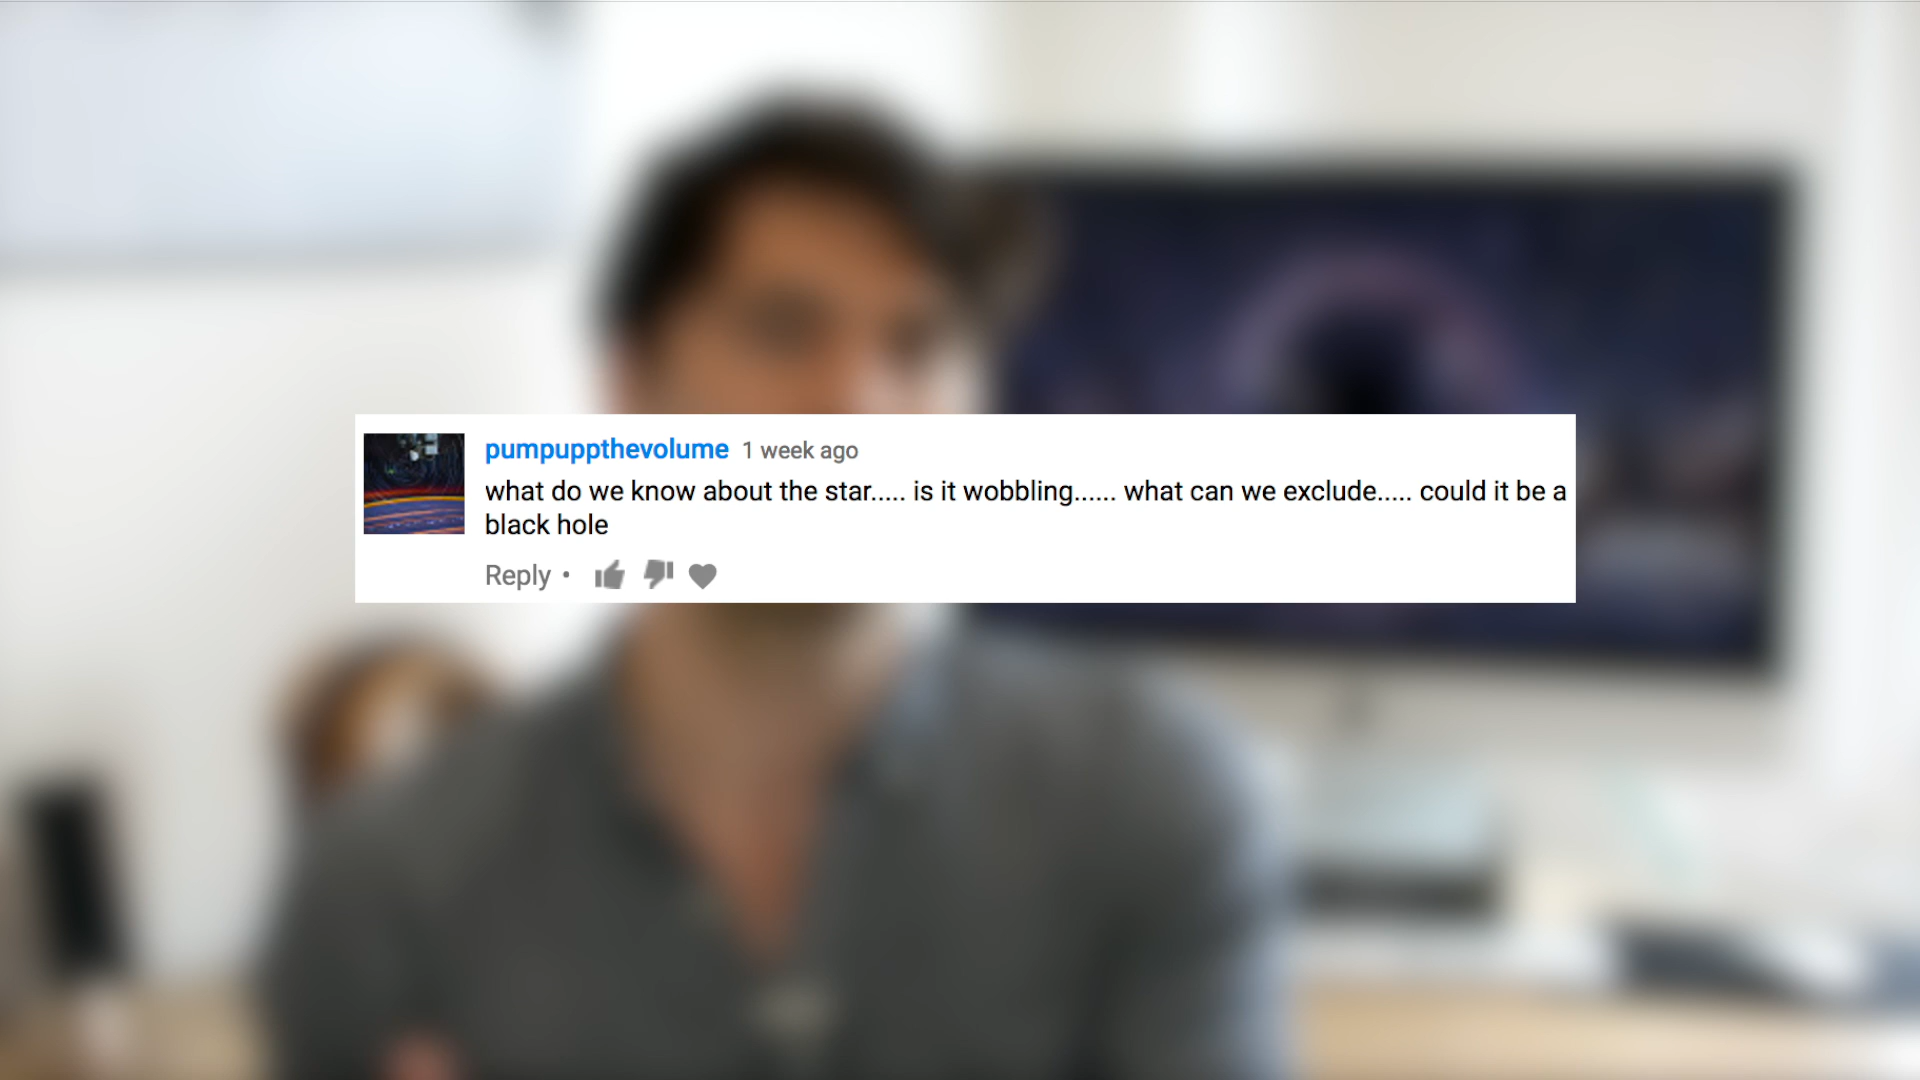 pumpuppthevolume 1 week ago
what do we know about the star..... is it wobbling...... what can we exclude..... could it be a
black hole
Reply •